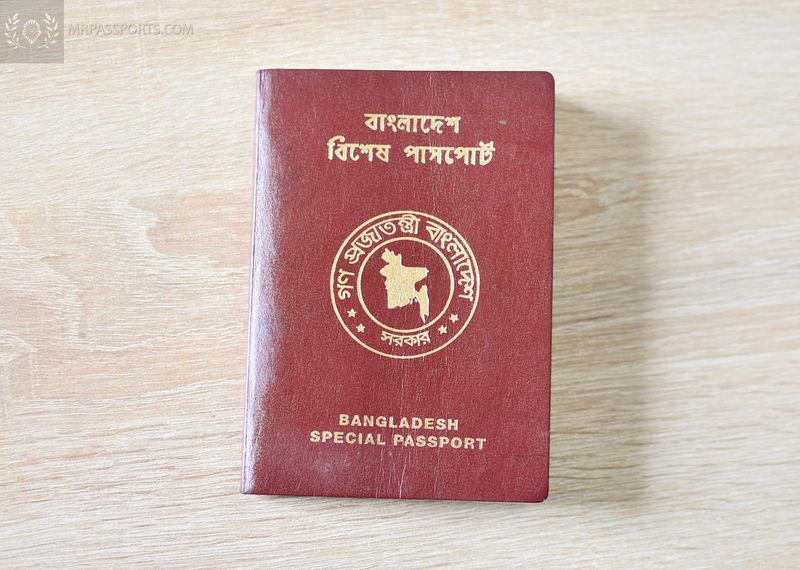 MRPASSPORTS.COM
বাংলাদেশ
বিশেষ পাসপোর্ট
গণ প্রজাতন্ত্রী বাংলাদেশ
সরকার
BANGLADESH
SPECIAL PASSPORT